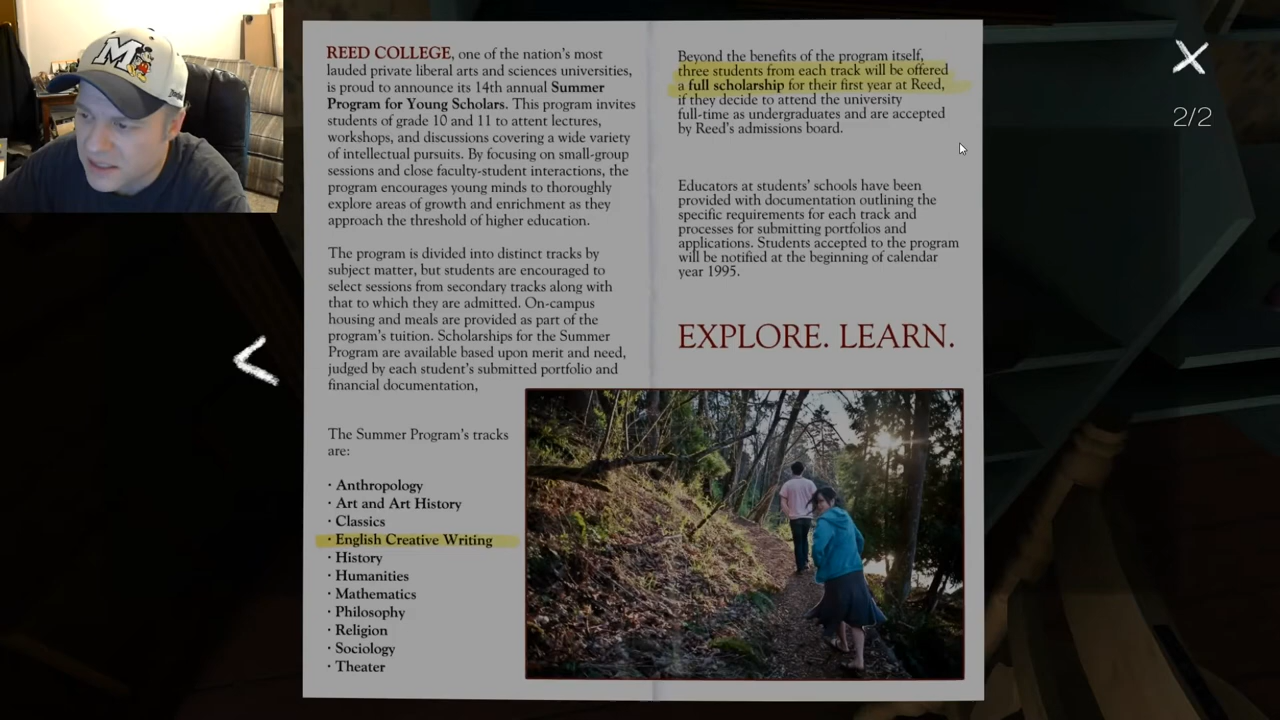 REED COLLEGE, one of the nation's most
lauded private liberal arts and sciences universities,
is proud to announce its 14th annual Summer
Program for Young Scholars. This program invites
students of grade 10 and 11 to attent lectures,
workshops, and discussions covering a wide variety
of intellectual pursuits. By focusing on small-group
sessions and close faculty-student interactions, the
program encourages young minds to thoroughly
explore areas of growth and enrichment as they
approach the threshold of higher education.
The program is divided into distinct tracks by
subject matter, but students are encouraged to
select sessions from secondary tracks along with
that to which they are admitted. On-campus
housing and meals are provided as part of the
program's tuition. Scholarships for the Summer
Program are available based upon merit and need,
judged by each student's submitted portfolio and
financial documentation,
The Summer Program's tracks
are:
· Anthropology
· Art and Art History
· Classics
· English Creative Writing
· History
· Humanities
· Mathematics
· Philosophy
· Religion
· Sociology
· Theater
Beyond the benefits of the program itself,
three students from each track will be offered
a full scholarship for their first year at Reed,
if they decide to attend the university
full-time as undergraduates and are accepted
by Reed's admissions board.
Educators at students' schools have been
provided with documentation outlining the
specific requirements for each track and
processes for submitting portfolios and
applications. Students accepted to the program
will be notified at the beginning of calendar
year 1995.
EXPLORE. LEARN.
2/2
M